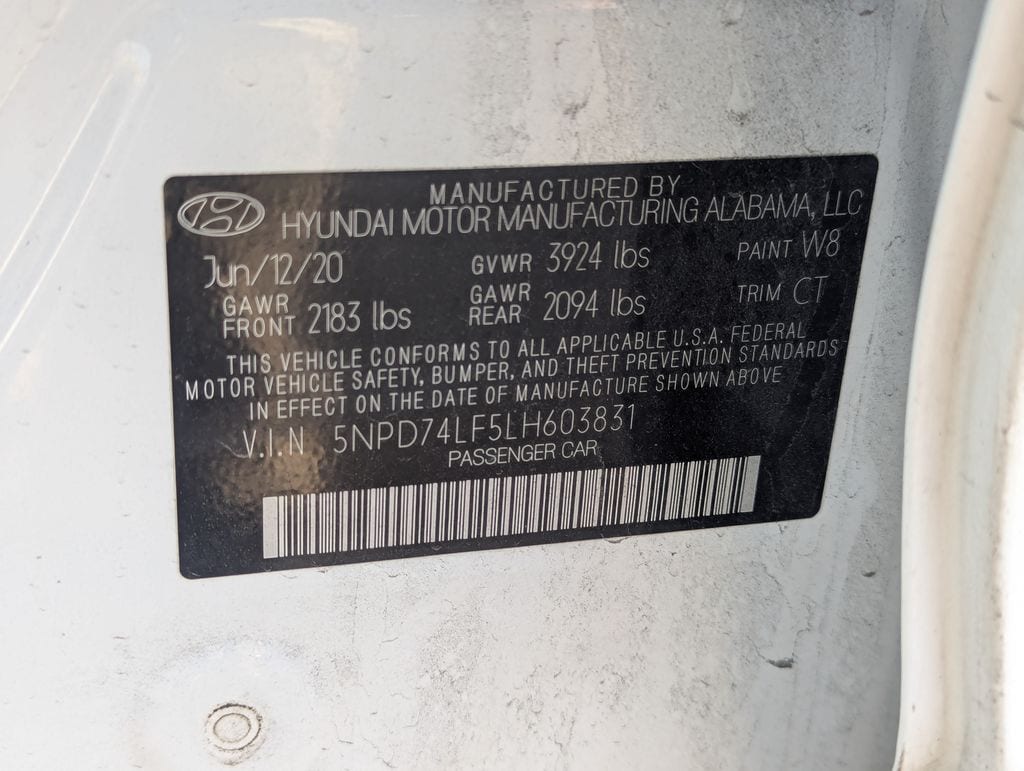 MANUFACTURED BY
HYUNDAI MOTOR MANUFACTURING ALABAMA, LLC
Jun/12/20 GVWR 3924 lbs PAINT W8
GAWR FRONT 2183 lbs GAWR REAR 2094 lbs TRIM CT
THIS VEHICLE CONFORMS TO ALL APPLICABLE U.S.A. FEDERAL
MOTOR VEHICLE SAFETY, BUMPER, AND THEFT PREVENTION STANDARDS
IN EFFECT ON THE DATE OF MANUFACTURE SHOWN ABOVE
V.I.N 5NPD74LF5LH603831
PASSENGER CAR